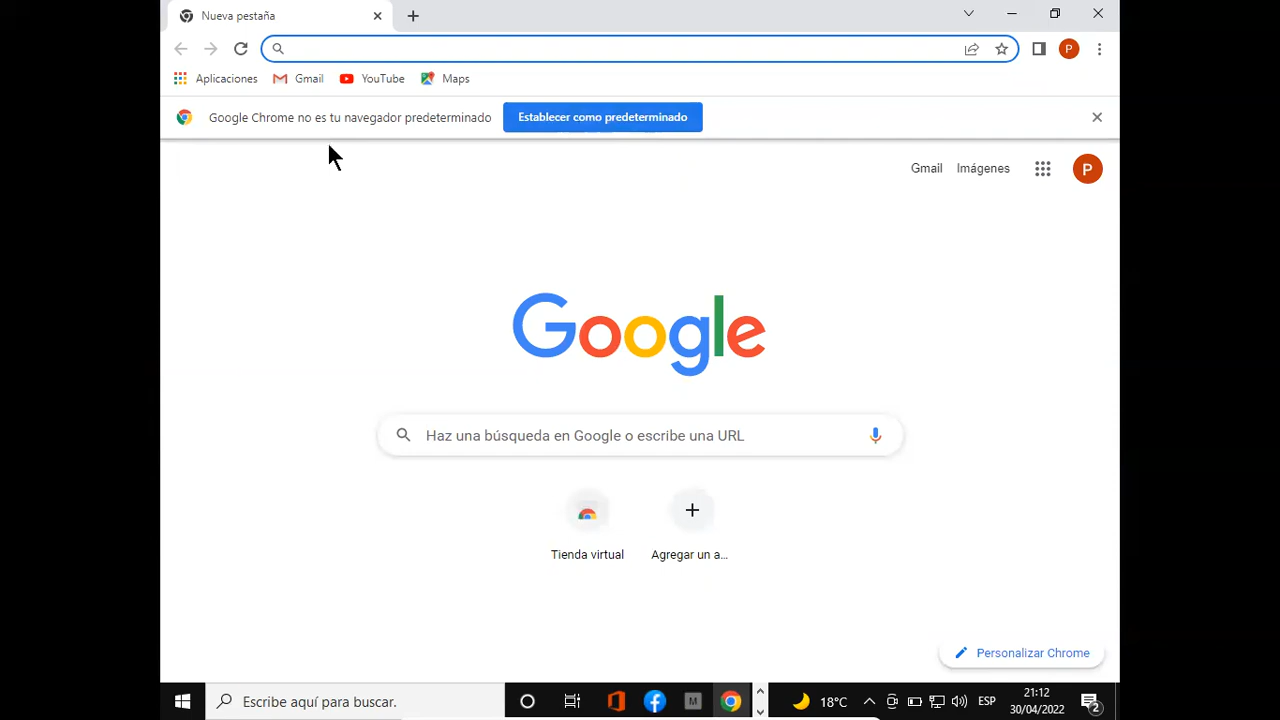 Nueva pestaña
P
Aplicaciones Gmail YouTube Maps
Google Chrome no es tu navegador predeterminado Establecer como predeterminado
Gmail Imágenes P
Google
Haz una búsqueda en Google o escribe una URL
Tienda virtual Agregar un a...
Personalizar Chrome
Escribe aquí para buscar. M 18°C ESP 21:12
30/04/2022 2